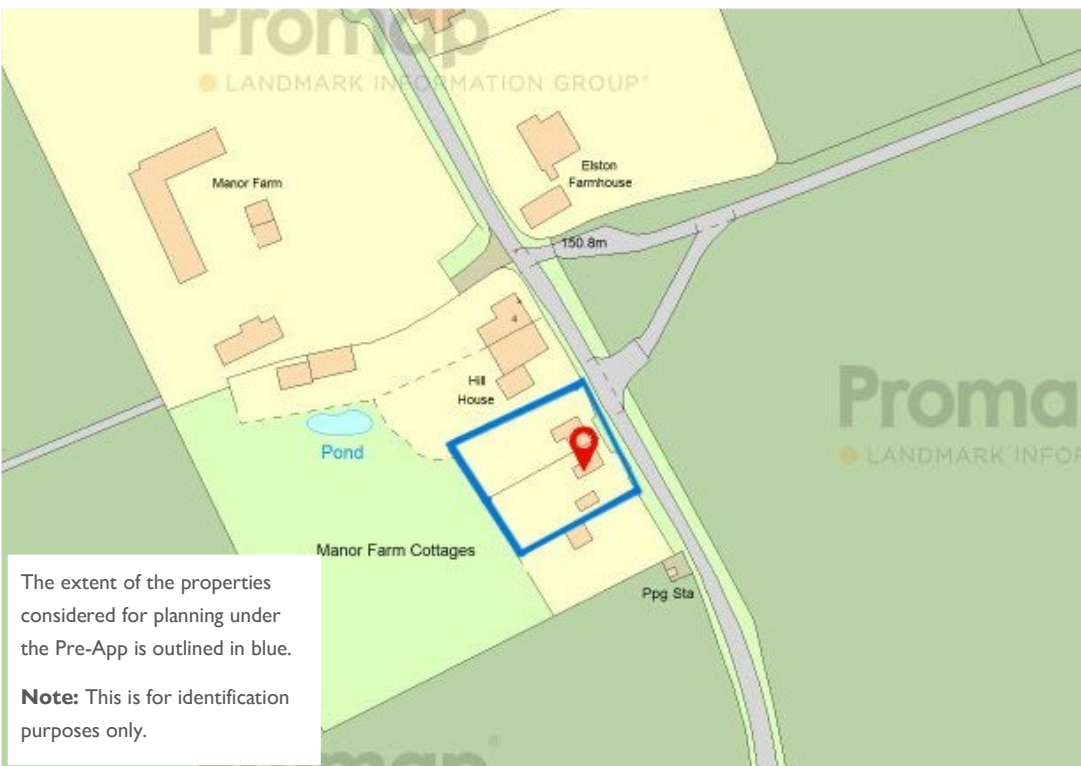 Promap
LANDMARK INFORMATION GROUP®
Elston
Farmhouse
Manor Farm
150.8m
4
Hill
House
Proma
LANDMARK INFOR
Pond
Manor Farm Cottages
Ppg Sta
The extent of the properties
considered for planning under
the Pre-App is outlined in blue.
Note: This is for identification
purposes only.